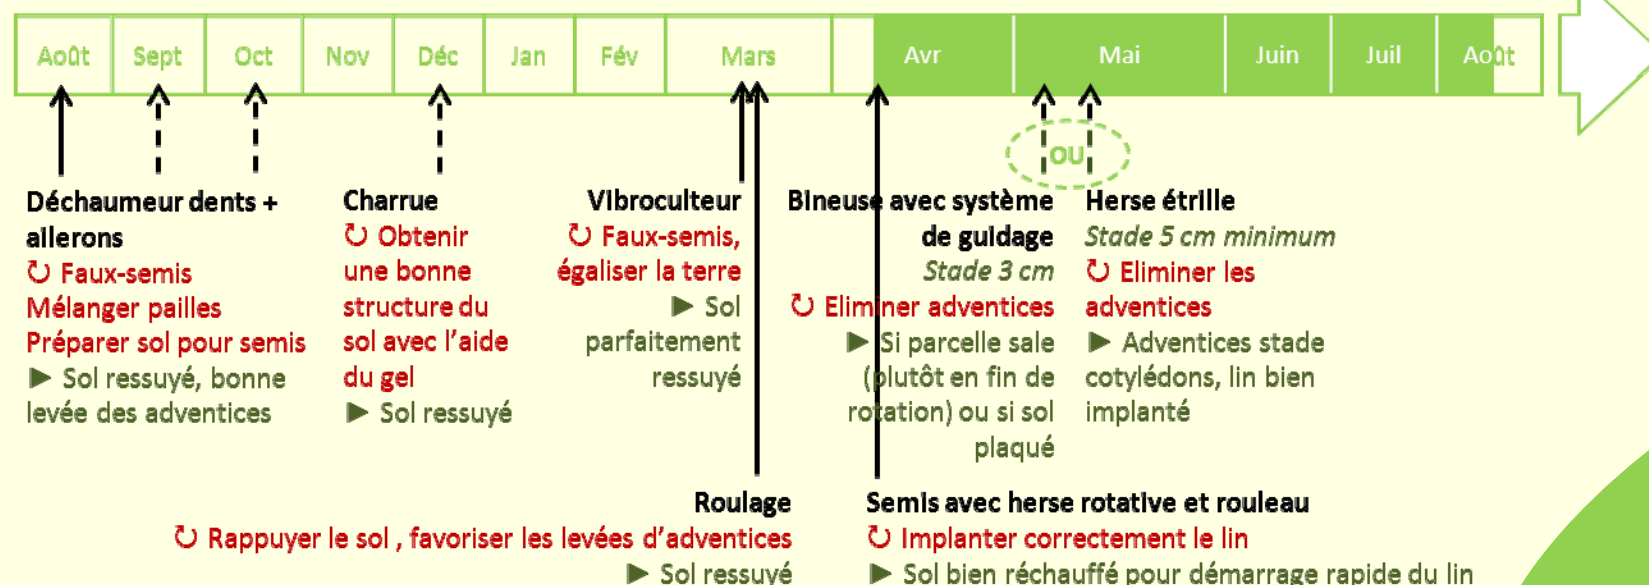 Août Sept Oct Nov Déc Jan Fév Mars Avr Mai Juin Juil Août
OU
Déchaumeur dents +
ailerons
↻ Faux-semis
Mélanger pailles
Préparer sol pour semis
► Sol ressuyé, bonne
levée des adventices
Charrue
↻ Obtenir
une bonne
structure du
sol avec l’aide
du gel
► Sol ressuyé
Vibroculteur
↻ Faux-semis,
égaliser la terre
► Sol
parfaitement
ressuyé
Bineuse avec système
de guidage
Stade 3 cm
↻ Eliminer adventices
► Si parcelle sale
(plutôt en fin de
rotation) ou si sol
plaqué
Herse étrille
Stade 5 cm minimum
↻ Eliminer les
adventices
► Adventices stade
cotylédons, lin bien
implanté
Roulage
↻ Rappuyer le sol , favoriser les levées d’adventices
► Sol ressuyé
Semis avec herse rotative et rouleau
↻ Implanter correctement le lin
► Sol bien réchauffé pour démarrage rapide du lin